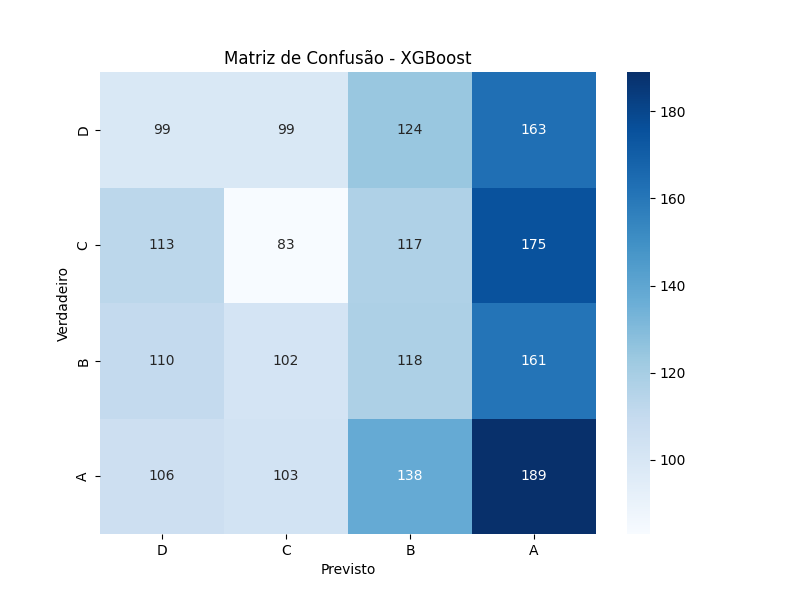 Matriz de Confusão - XGBoost
D 99 99 124 163
C 113 83 117 175
B 110 102 118 161
A 106 103 138 189
D C B A
Previsto
Verdadeiro
180
160
140
120
100